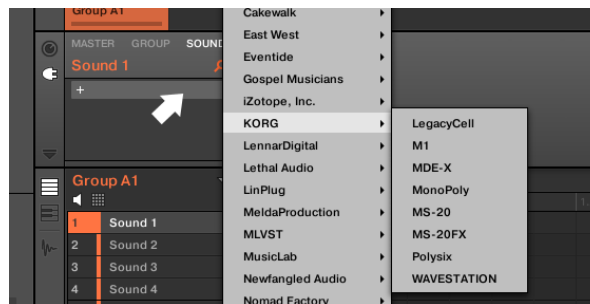 Group A1
MASTER GROUP SOUND
Sound 1
+
Group A1
1 Sound 1
2 Sound 2
3 Sound 3
4 Sound 4
Cakewalk
East West
Eventide
Gospel Musicians
iZotope, Inc.
KORG
LennarDigital
Lethal Audio
LinPlug
MeldaProduction
MLVST
MusicLab
Newfangled Audio
Nomad Factory
LegacyCell
M1
MDE-X
MonoPoly
MS-20
MS-20FX
Polysix
WAVESTATION
1.